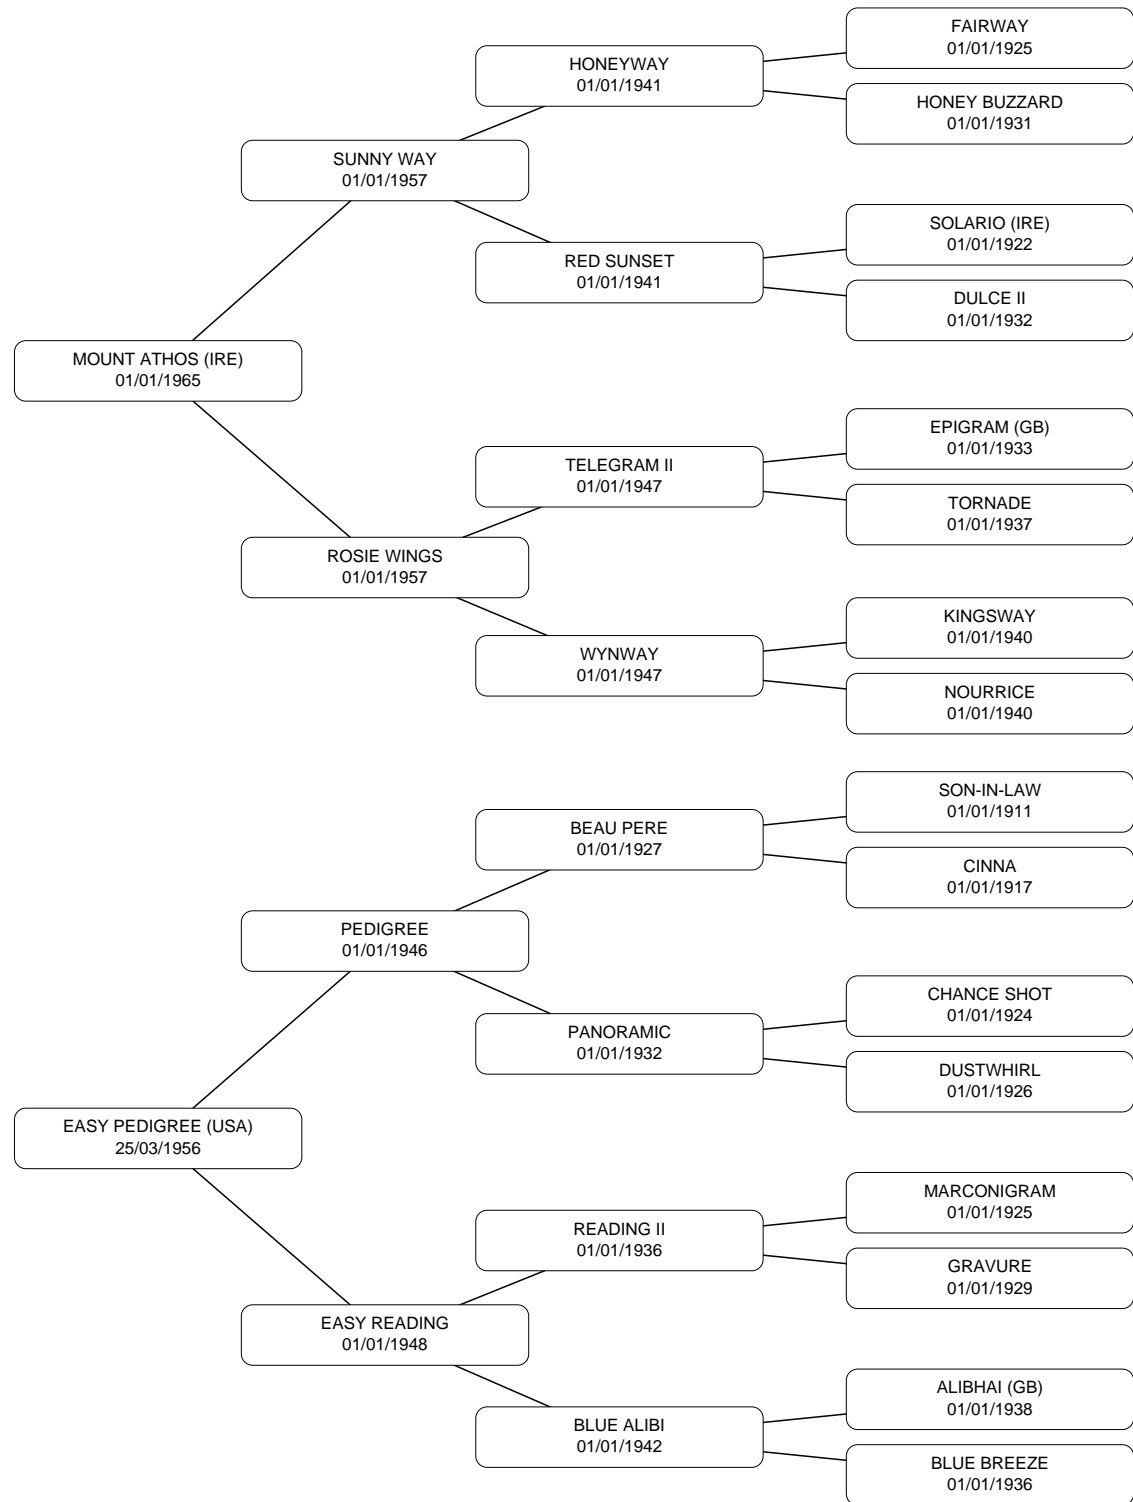 FAIRWAY
01/01/1925
HONEYWAY
01/01/1941
HONEY BUZZARD
01/01/1931
SUNNY WAY
01/01/1957
SOLARIO (IRE)
01/01/1922
RED SUNSET
01/01/1941
DULCE II
01/01/1932
MOUNT ATHOS (IRE)
01/01/1965
EPIGRAM (GB)
01/01/1933
TELEGRAM II
01/01/1947
TORNADE
01/01/1937
ROSIE WINGS
01/01/1957
KINGSWAY
01/01/1940
WYNWAY
01/01/1947
NOURRICE
01/01/1940
SON-IN-LAW
01/01/1911
BEAU PERE
01/01/1927
CINNA
01/01/1917
PEDIGREE
01/01/1946
CHANCE SHOT
01/01/1924
PANORAMIC
01/01/1932
DUSTWHIRL
01/01/1926
EASY PEDIGREE (USA)
25/03/1956
MARCONIGRAM
01/01/1925
READING II
01/01/1936
GRAVURE
01/01/1929
EASY READING
01/01/1948
ALIBHAI (GB)
01/01/1938
BLUE ALIBI
01/01/1942
BLUE BREEZE
01/01/1936